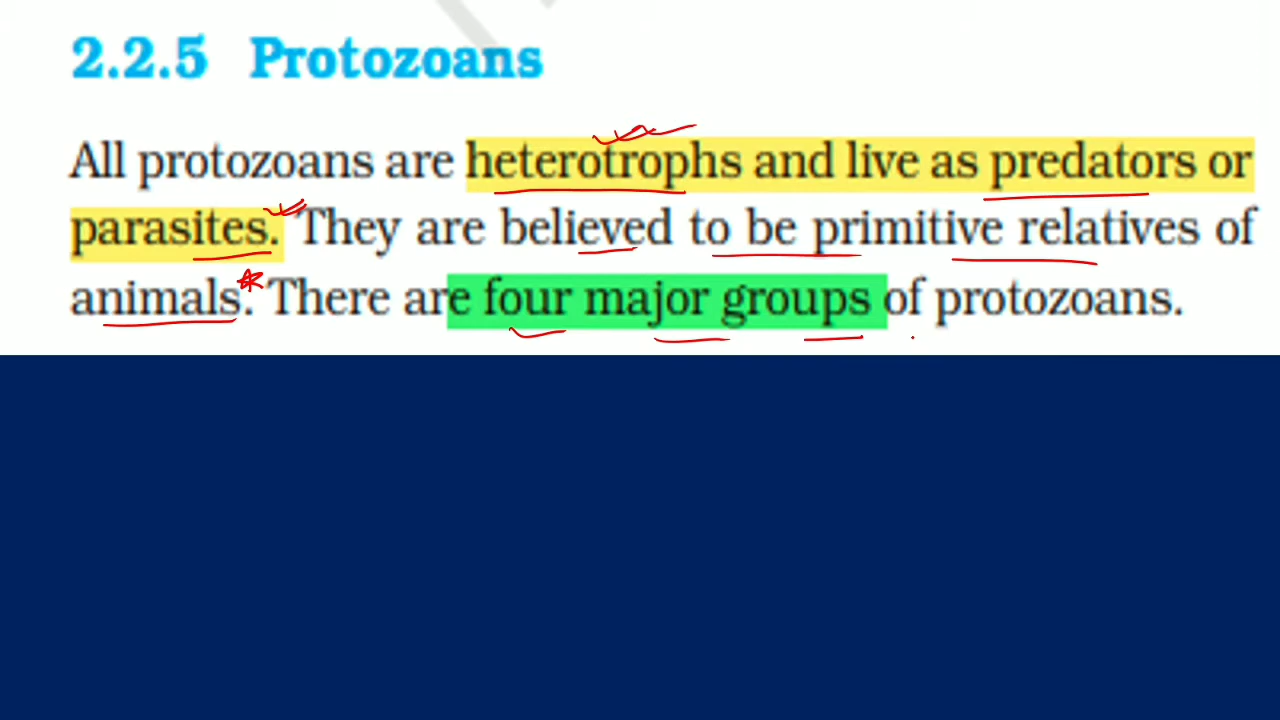 2.2.5 Protozoans
All protozoans are heterotrophs and live as predators or
parasites. They are believed to be primitive relatives of
animals. There are four major groups of protozoans.